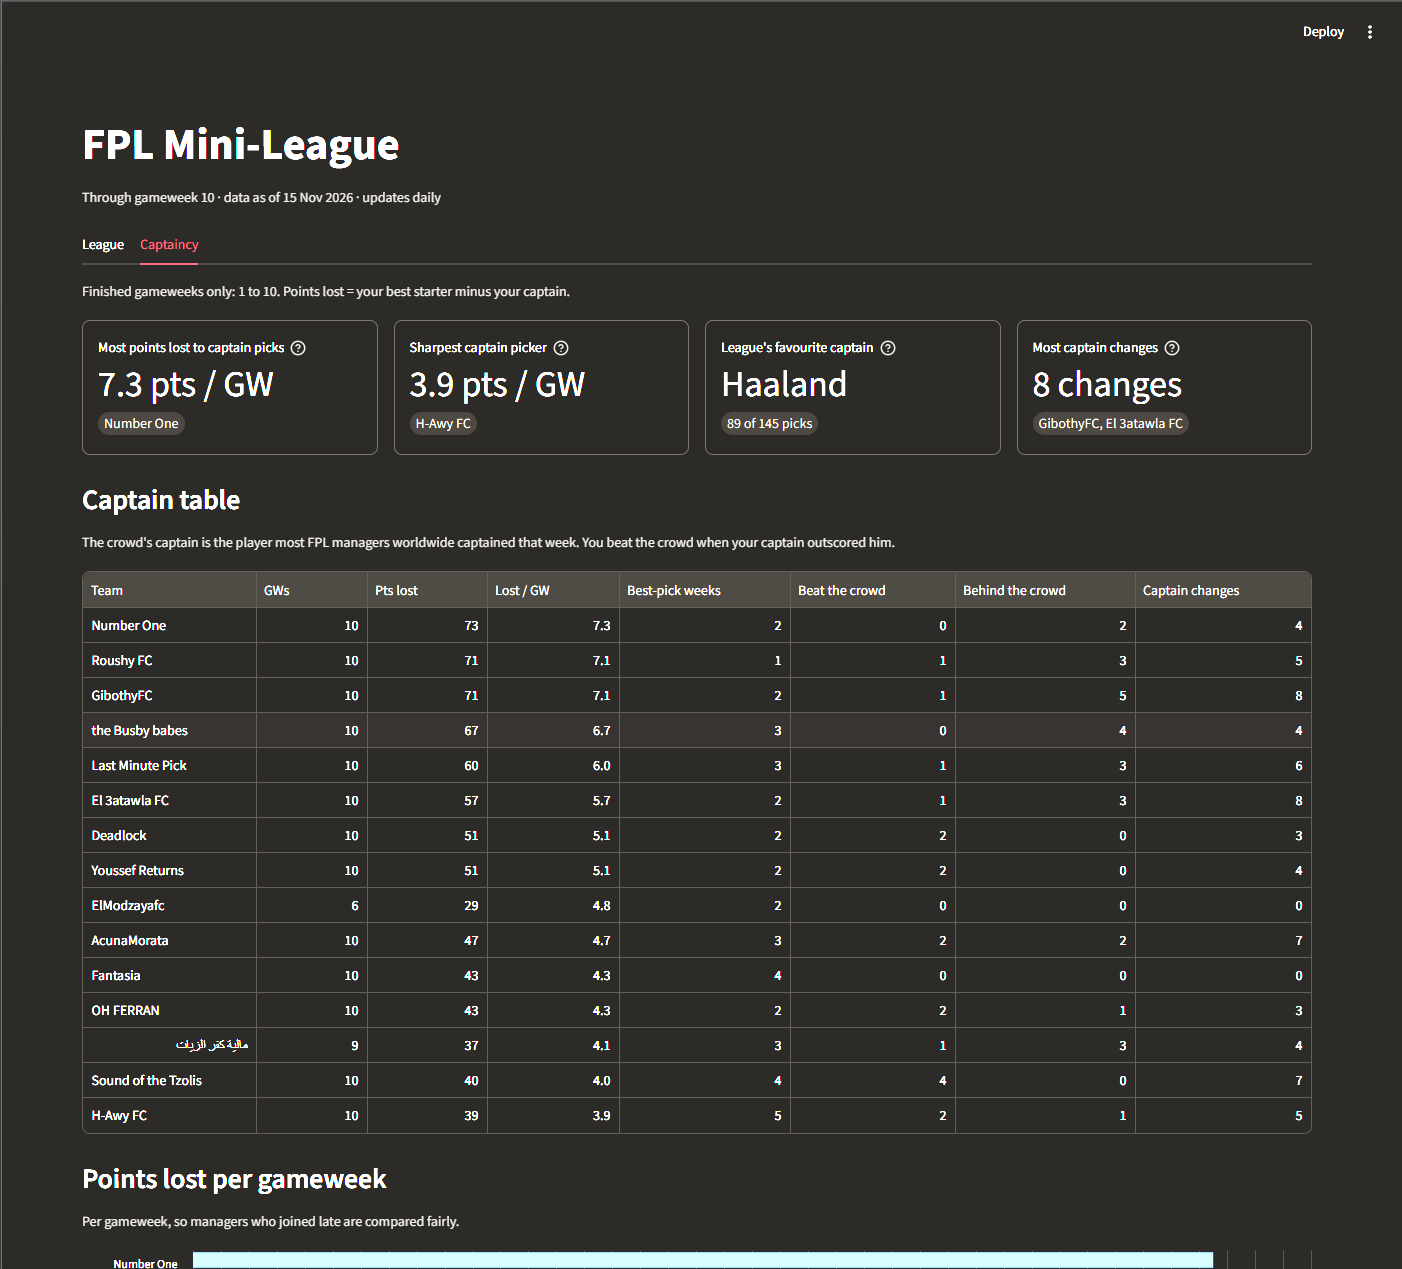 Deploy
FPL Mini-League
Through gameweek 10 · data as of 15 Nov 2026 · updates daily
League Captaincy
Finished gameweeks only: 1 to 10. Points lost = your best starter minus your captain.
Most points lost to captain picks
7.3 pts / GW
Number One
Sharpest captain picker
3.9 pts / GW
H-Awy FC
League's favourite captain
Haaland
89 of 145 picks
Most captain changes
8 changes
GibothyFC, El 3atawla FC
Captain table
The crowd's captain is the player most FPL managers worldwide captained that week. You beat the crowd when your captain outscored him.
Team GWs Pts lost Lost / GW Best-pick weeks Beat the crowd Behind the crowd Captain changes
Number One 10 73 7.3 2 0 2 4
Roushy FC 10 71 7.1 1 1 3 5
GibothyFC 10 71 7.1 2 1 5 8
the Busby babes 10 67 6.7 3 0 4 4
Last Minute Pick 10 60 6.0 3 1 3 6
El 3atawla FC 10 57 5.7 2 1 3 8
Deadlock 10 51 5.1 2 2 0 3
Youssef Returns 10 51 5.1 2 2 0 4
ElModzayafc 6 29 4.8 2 0 0 0
AcunaMorata 10 47 4.7 3 2 2 7
Fantasia 10 43 4.3 4 0 0 0
OH FERRAN 10 43 4.3 2 2 1 3
مالية كفر الزيات 9 37 4.1 3 1 3 4
Sound of the Tzolis 10 40 4.0 4 4 0 7
H-Awy FC 10 39 3.9 5 2 1 5
Points lost per gameweek
Per gameweek, so managers who joined late are compared fairly.
Number One